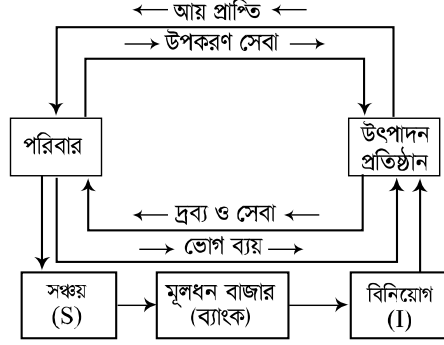 ← আয় প্রাপ্তি ←
→ উপকরণ সেবা →
পরিবার
উৎপাদন
প্রতিষ্ঠান
← দ্রব্য ও সেবা ←
→ ভোগ ব্যয় →
সঞ্চয়
(S)
মূলধন বাজার
(ব্যাংক)
বিনিয়োগ
(I)